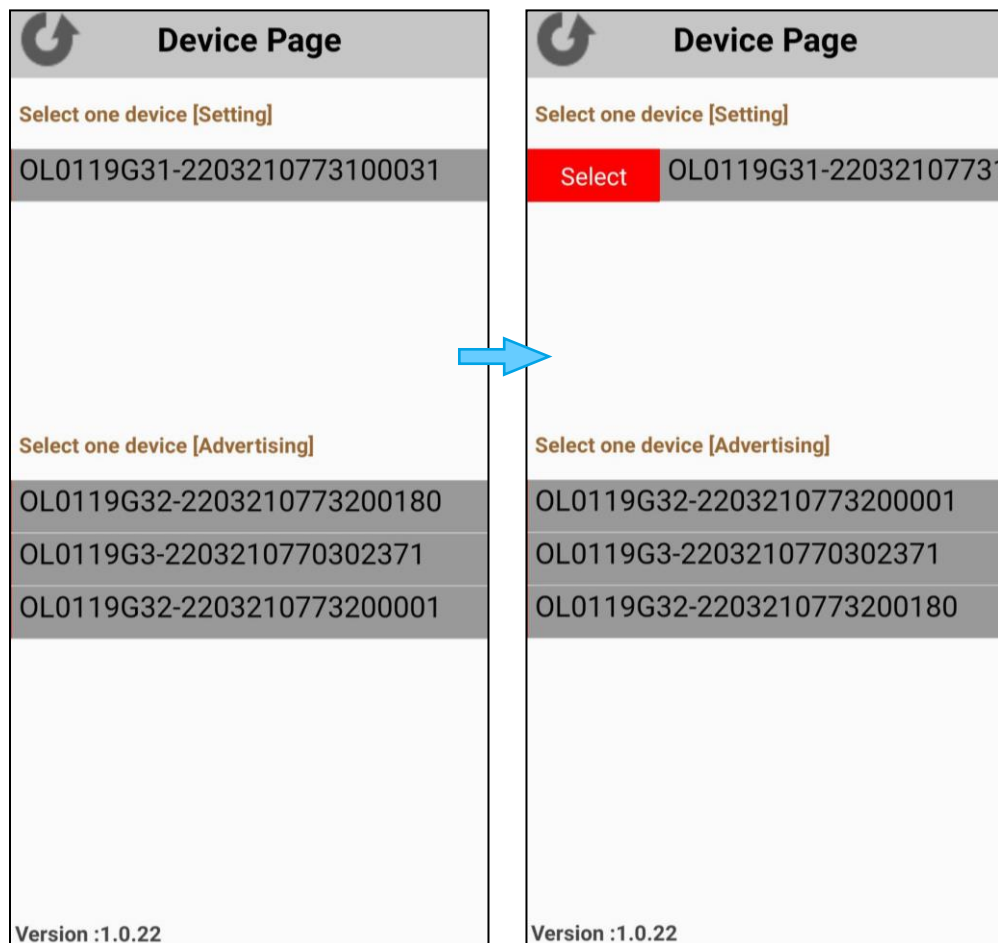 Device Page
Select one device [Setting]
OL0119G31-2203210773100031
Select one device [Advertising]
OL0119G32-2203210773200180
OL0119G3-2203210770302371
OL0119G32-2203210773200001
Version :1.0.22
Device Page
Select one device [Setting]
Select OL0119G31-22032107731
Select one device [Advertising]
OL0119G32-2203210773200001
OL0119G3-2203210770302371
OL0119G32-2203210773200180
Version :1.0.22